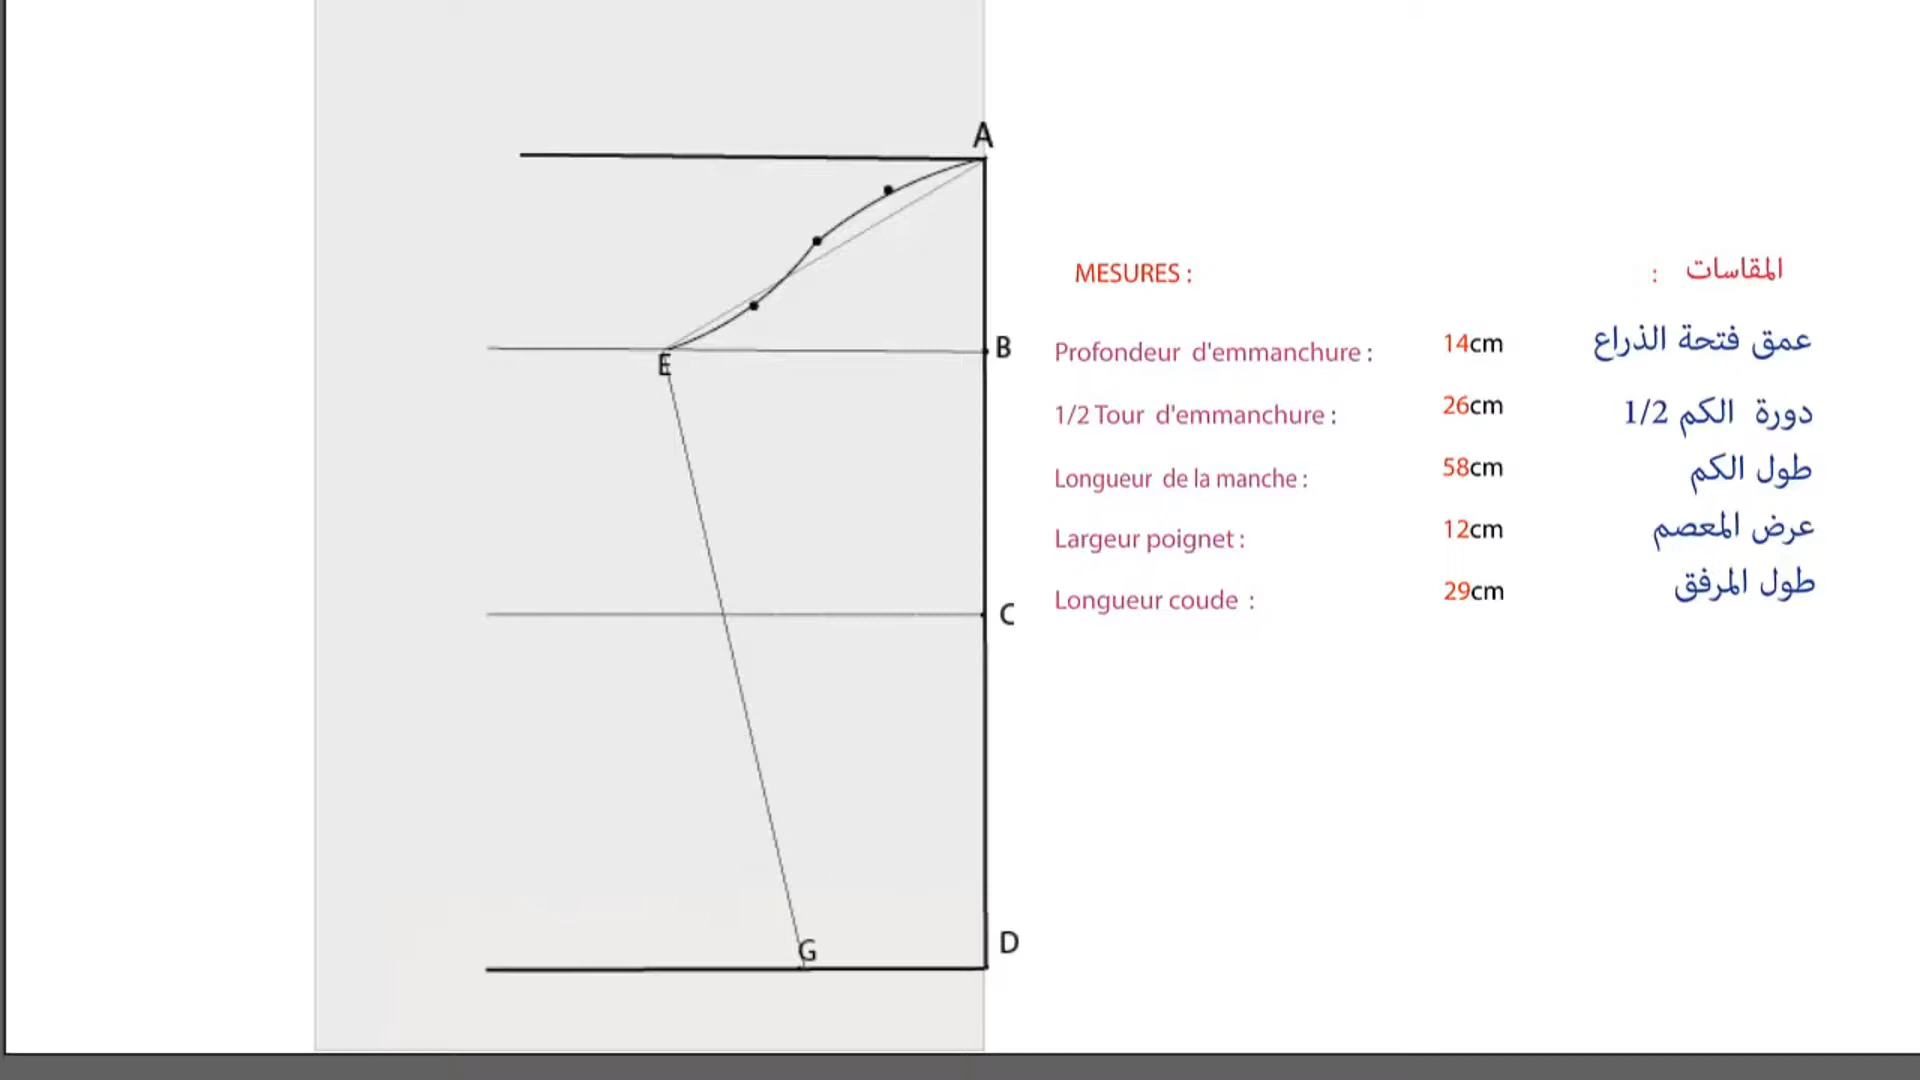 A
B
E
C
G
D
MESURES :
المقاسات :
Profondeur d'emmanchure : 14cm عمق فتحة الذراع
1/2 Tour d'emmanchure : 26cm دورة الكم 1/2
Longueur de la manche : 58cm طول الكم
Largeur poignet : 12cm عرض المعصم
Longueur coude : 29cm طول المرفق